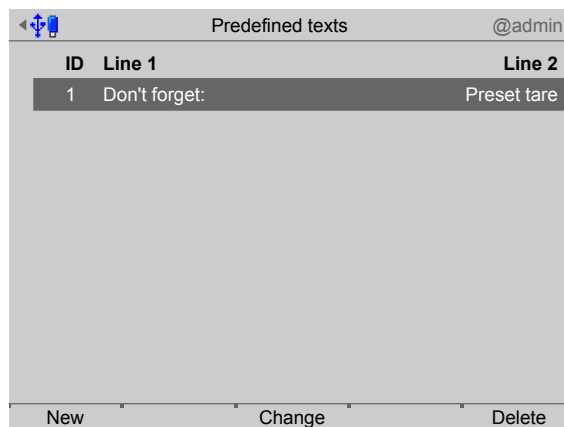 Predefined texts @admin
ID Line 1 Line 2
1 Don't forget: Preset tare
New Change Delete